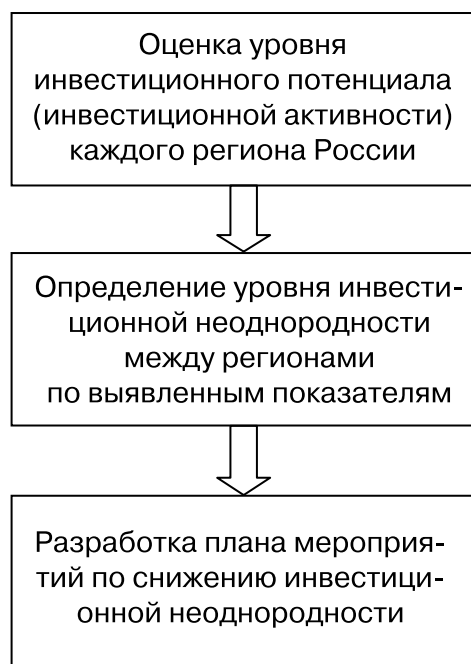 Оценка уровня
инвестиционного потенциала
(инвестиционной активности)
каждого региона России
Определение уровня инвести-
ционной неоднородности
между регионами
по выявленным показателям
Разработка плана мероприя-
тий по снижению инвестици-
онной неоднородности